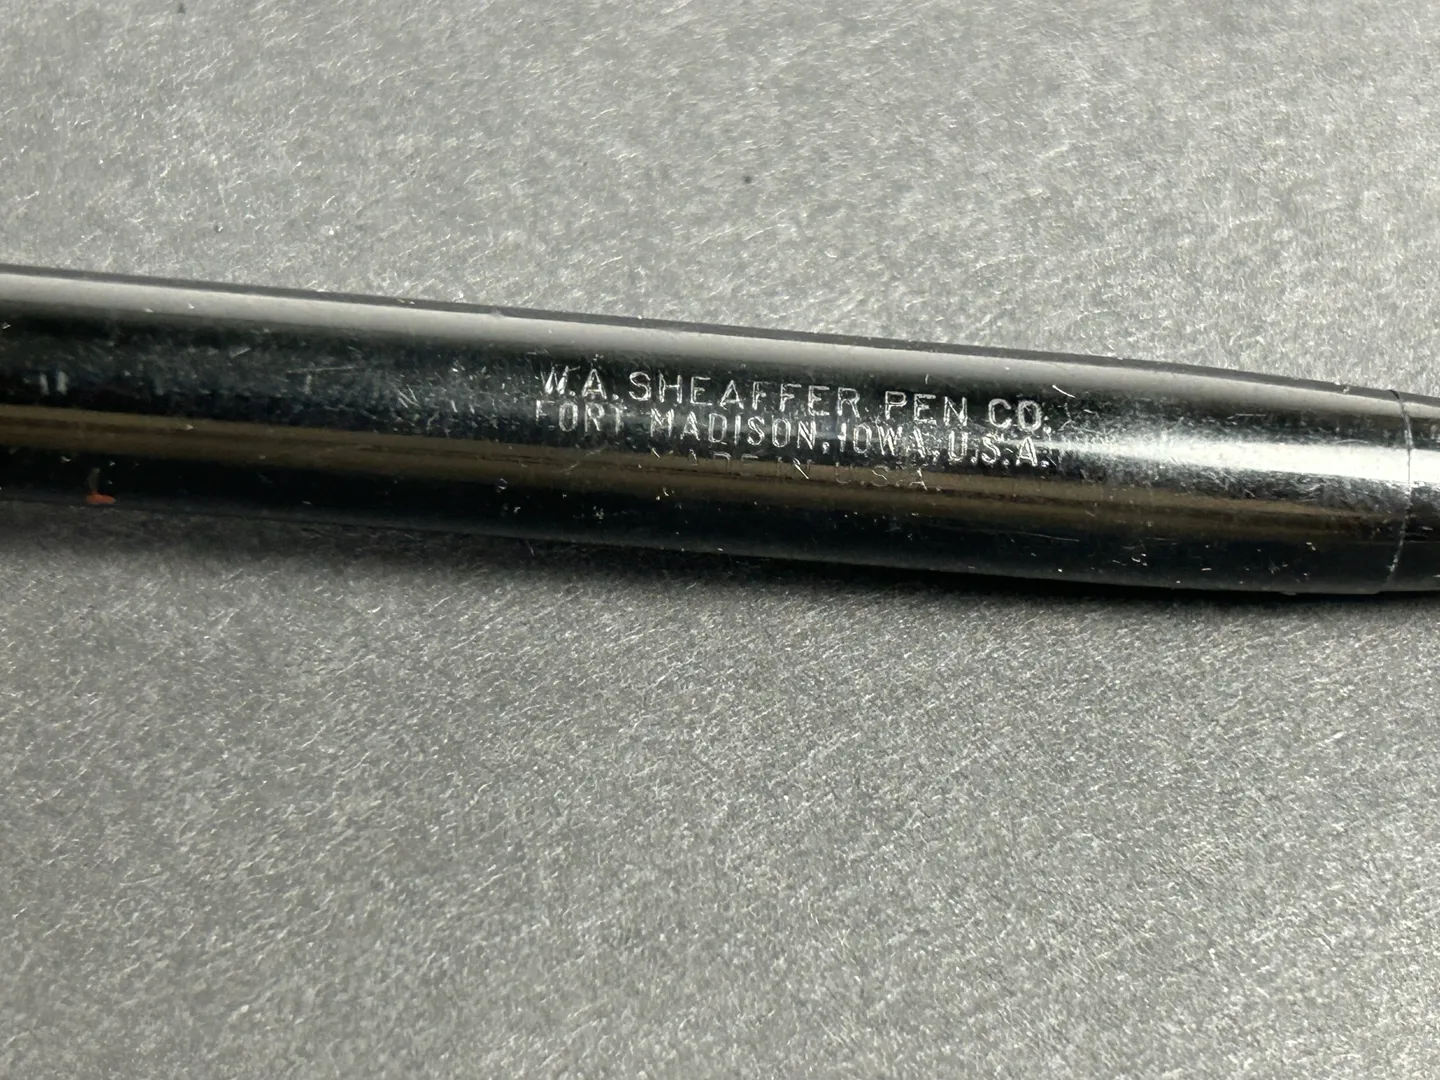 W.A. SHEAFFER PEN CO.
FORT MADISON, IOWA, U.S.A.
MADE IN U.S.A.